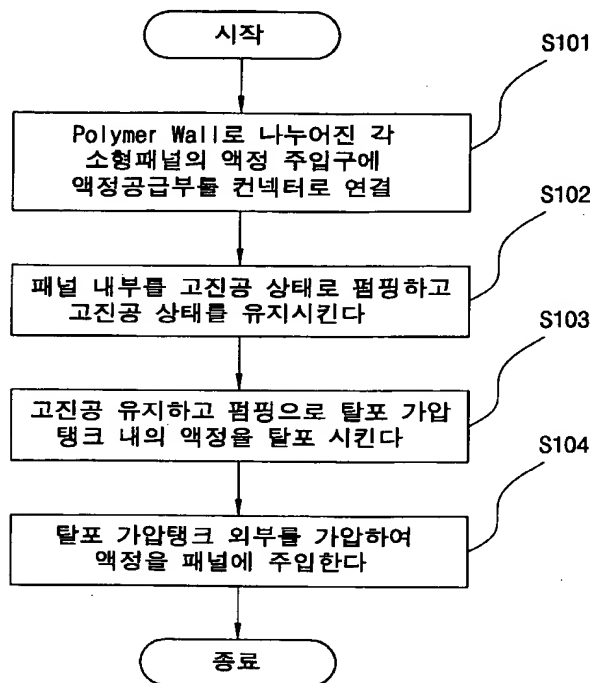 시작
S101
Polymer Wall로 나누어진 각
소형패널의 액정 주입구에
액정공급부를 컨넥터로 연결
S102
패널 내부를 고진공 상태로 펌핑하고
고진공 상태를 유지시킨다
S103
고진공 유지하고 펌핑으로 탈포 가압
탱크 내의 액정을 탈포 시킨다
S104
탈포 가압탱크 외부를 가압하여
액정을 패널에 주입한다
종료